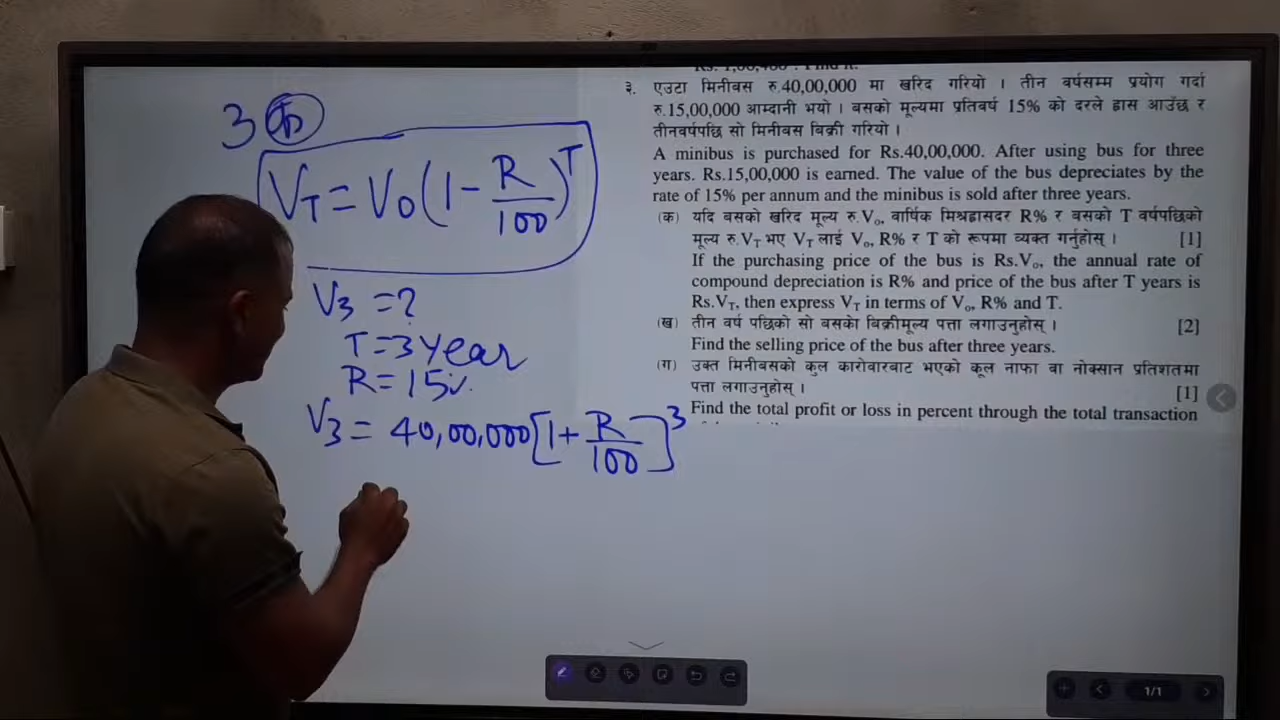 3 (क)
V_T = V_0 (1 - R/100)^T
V_3 = ?
T = 3 year
R = 15%
V_3 = 40,00,000 [1 + R/100]^3
३. एउटा मिनीबस रु.40,00,000 मा खरिद गरियो । तीन वर्षसम्म प्रयोग गर्दा
रु.15,00,000 आम्दानी भयो । बसको मूल्यमा प्रतिवर्ष 15% को दरले ह्रास आउँछ र
तीनवर्षपछि सो मिनीबस बिक्री गरियो ।
A minibus is purchased for Rs.40,00,000. After using bus for three
years. Rs.15,00,000 is earned. The value of the bus depreciates by the
rate of 15% per annum and the minibus is sold after three years.
(क) यदि बसको खरिद मूल्य रु.V₀, वार्षिक मिश्रह्रासदर R% र बसको T वर्षपछिको
मूल्य रु.V_T भए V_T लाई V₀, R% र T को रूपमा व्यक्त गर्नुहोस् । [1]
If the purchasing price of the bus is Rs.V₀, the annual rate of
compound depreciation is R% and price of the bus after T years is
Rs.V_T, then express V_T in terms of V₀, R% and T.
(ख) तीन वर्ष पछिको सो बसको बिक्रीमूल्य पत्ता लगाउनुहोस् । [2]
Find the selling price of the bus after three years.
(ग) उक्त मिनीबसको कुल कारोवारबाट भएको कूल नाफा वा नोक्सान प्रतिशतमा
पत्ता लगाउनुहोस् । [1]
Find the total profit or loss in percent through the total transaction
1/1